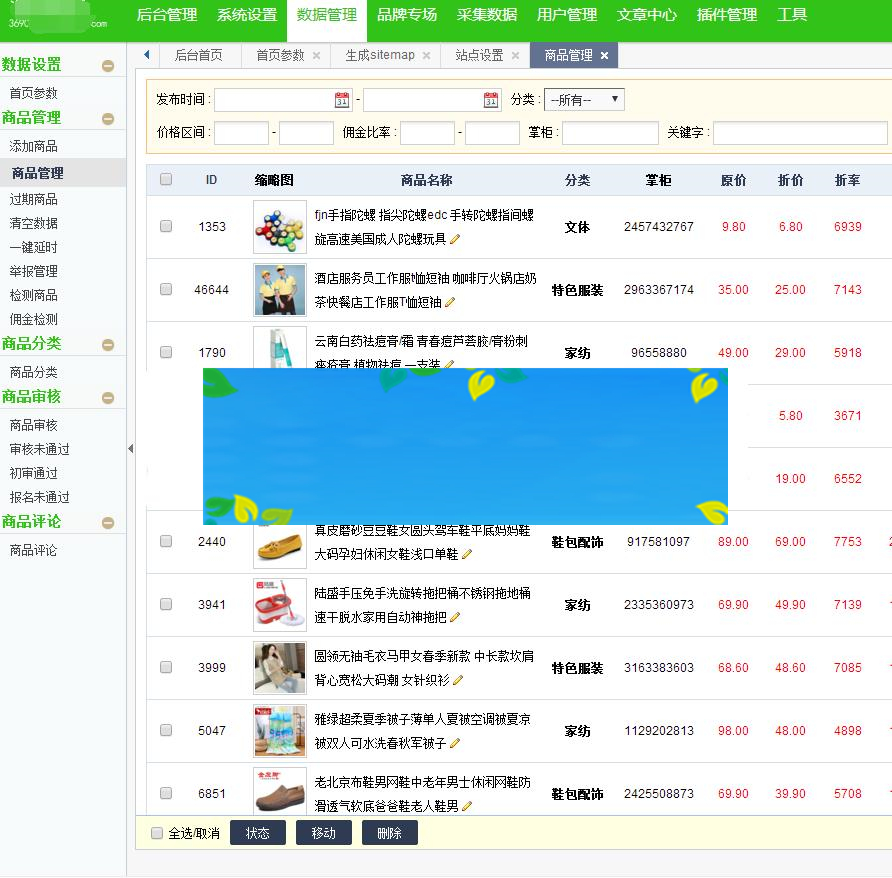 后台管理 系统设置 数据管理 品牌专场 采集数据 用户管理 文章中心 插件管理 工具
369C .com
后台首页 首页参数 × 生成sitemap × 站点设置 × 商品管理 ×
数据设置
首页参数
商品管理
添加商品
商品管理
过期商品
清空数据
一键延时
举报管理
检测商品
佣金检测
商品分类
商品分类
商品审核
商品审核
审核未通过
初审通过
报名未通过
商品评论
商品评论
发布时间 : - 分类 : --所有--
价格区间 : - 佣金比率 : - 掌柜 : 关键字 :
ID 缩略图 商品名称 分类 掌柜 原价 折价 折率
1353 fjn手指陀螺 指尖陀螺edc 手转陀螺指间螺
旋高速美国成人陀螺玩具 文体 2457432767 9.80 6.80 6939
46644 酒店服务员工作服t恤短袖 咖啡厅火锅店奶
茶快餐店工作服T恤短袖 特色服装 2963367174 35.00 25.00 7143
1790 云南白药祛痘膏/霜 青春痘芦荟胶/膏粉刺
痤疮膏 植物祛痘 一支装 家纺 96558880 49.00 29.00 5918
5.80 3671
19.00 6552
2440 真皮磨砂豆豆鞋女圆头驾车鞋平底妈妈鞋
大码孕妇休闲女鞋浅口单鞋 鞋包配饰 917581097 89.00 69.00 7753
3941 陆盛手压免手洗旋转拖把桶不锈钢拖地桶
速干脱水家用自动神拖把 家纺 2335360973 69.90 49.90 7139
3999 圆领无袖毛衣马甲女春季新款 中长款坎肩
背心宽松大码潮 女针织衫 特色服装 3163383603 68.60 48.60 7085
5047 雅绿超柔夏季被子薄单人夏被空调被夏凉
被双人可水洗春秋军被子 家纺 1129202813 98.00 48.00 4898
6851 老北京布鞋男网鞋中老年男士休闲网鞋防
滑透气软底爸爸鞋老人鞋男 鞋包配饰 2425508873 69.90 39.90 5708
全选/取消 状态 移动 删除